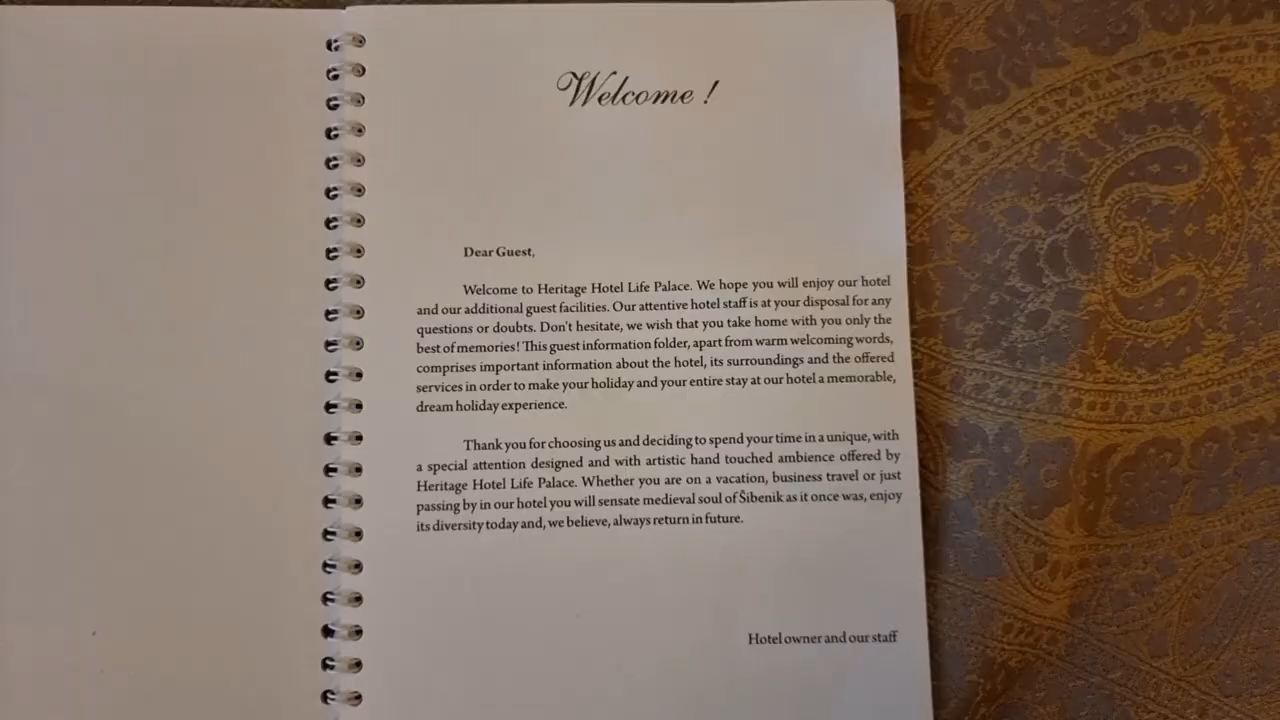 Welcome !
Dear Guest,
Welcome to Heritage Hotel Life Palace. We hope you will enjoy our hotel
and our additional guest facilities. Our attentive hotel staff is at your disposal for any
questions or doubts. Don't hesitate, we wish that you take home with you only the
best of memories! This guest information folder, apart from warm welcoming words,
comprises important information about the hotel, its surroundings and the offered
services in order to make your holiday and your entire stay at our hotel a memorable,
dream holiday experience.
Thank you for choosing us and deciding to spend your time in a unique, with
a special attention designed and with artistic hand touched ambience offered by
Heritage Hotel Life Palace. Whether you are on a vacation, business travel or just
passing by in our hotel you will sensate medieval soul of Šibenik as it once was, enjoy
its diversity today and, we believe, always return in future.
Hotel owner and our staff